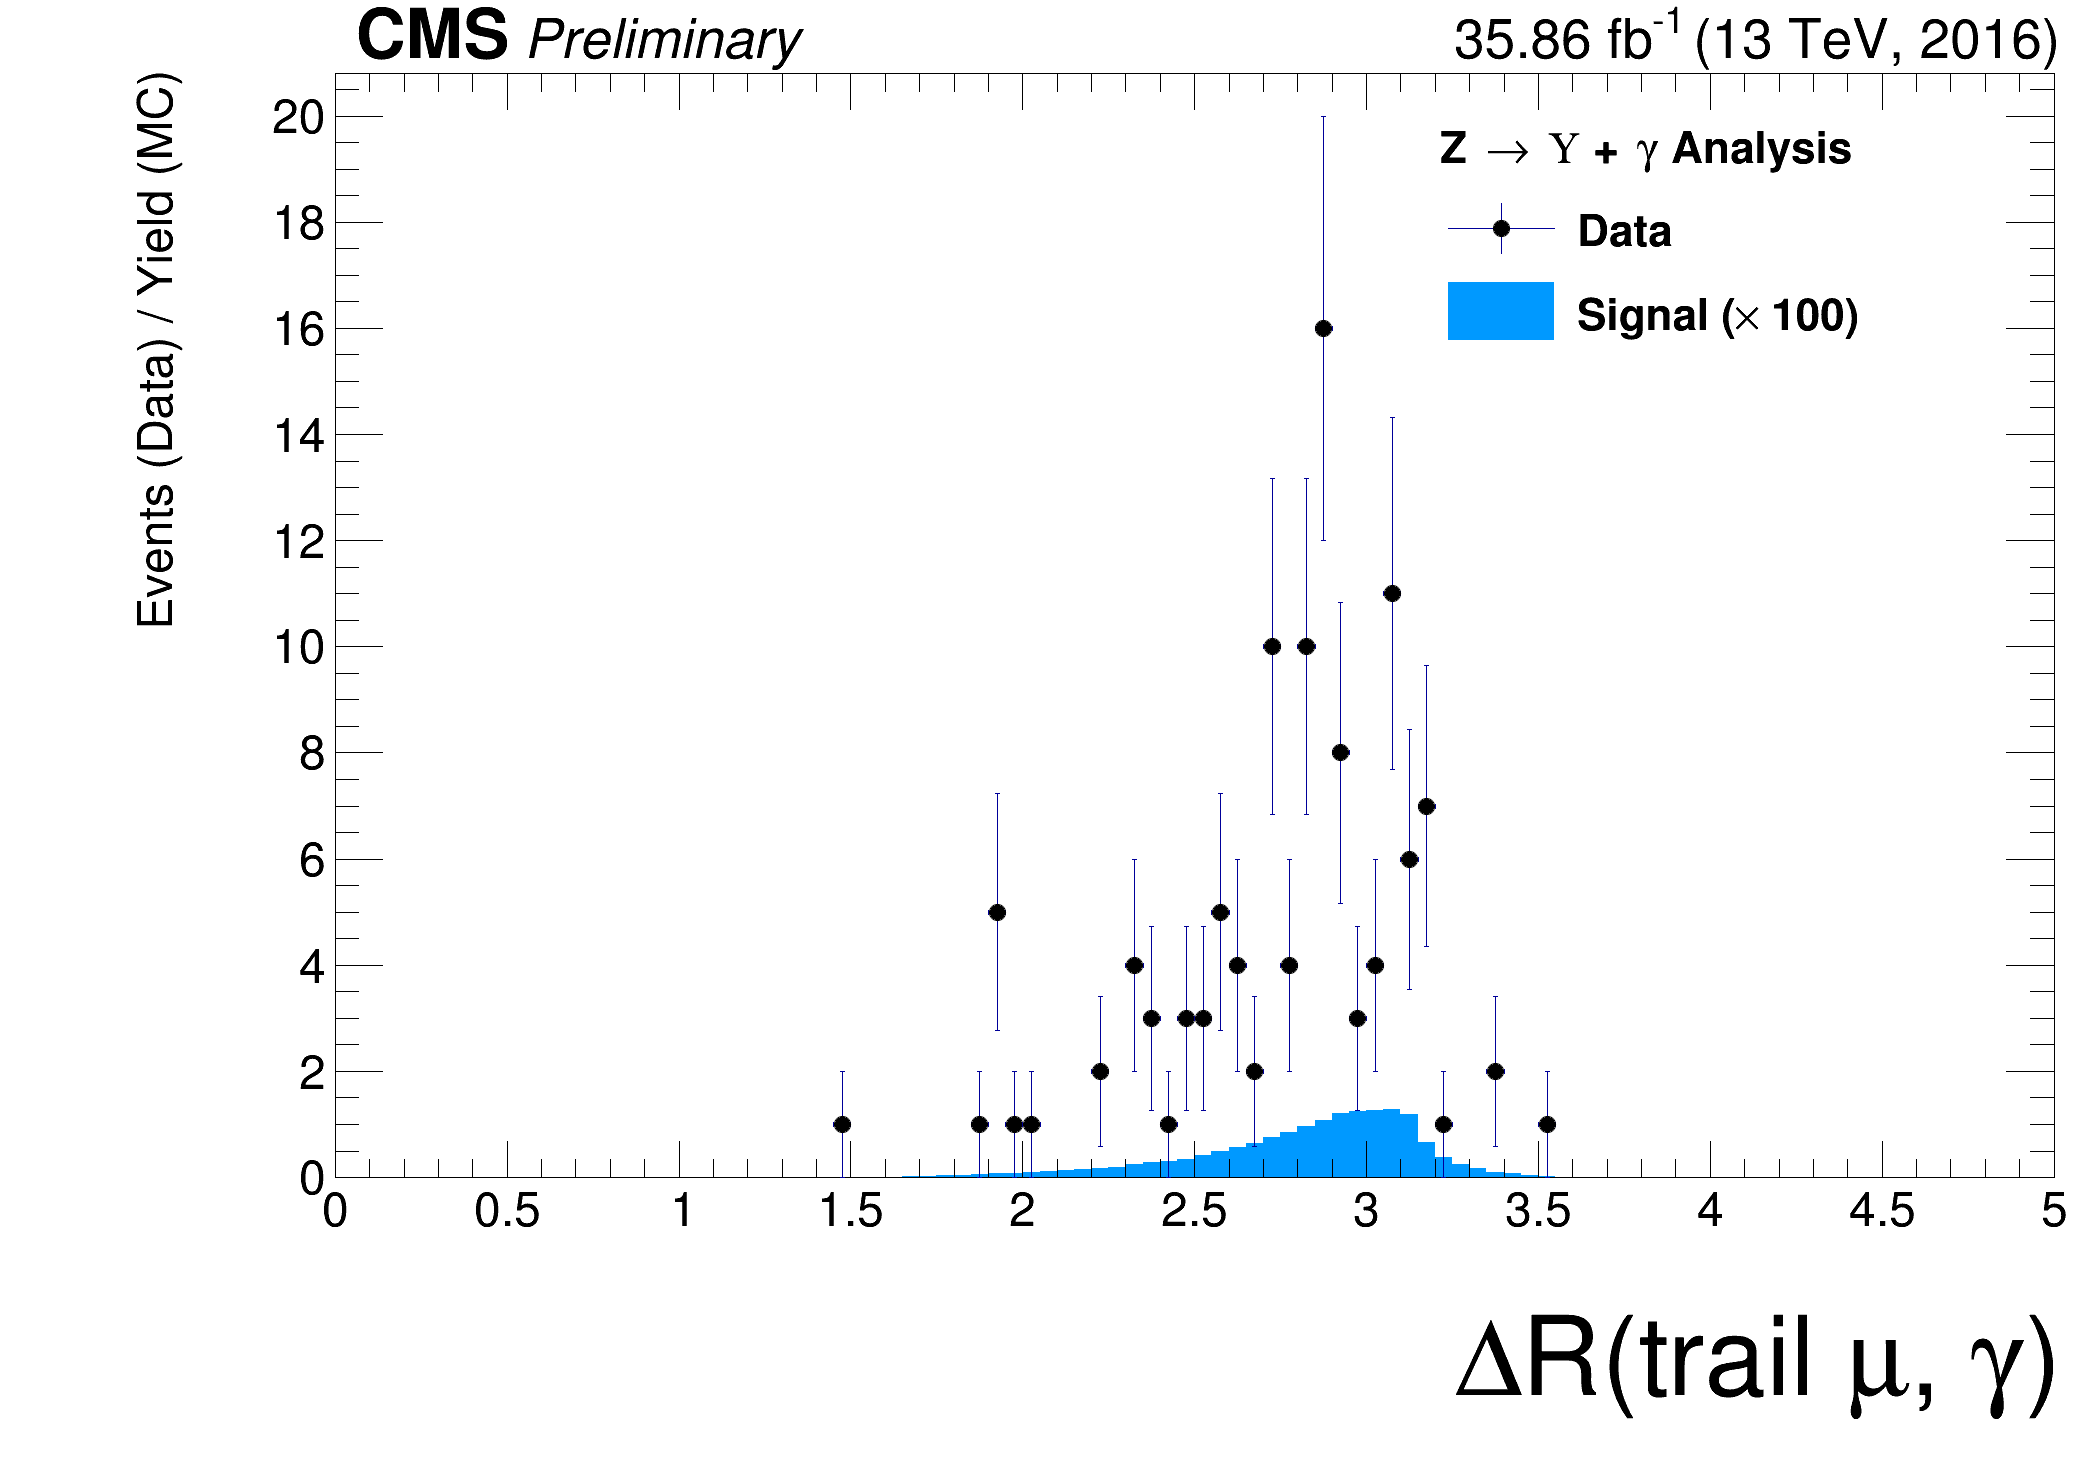 CMS Preliminary
35.86 fb⁻¹ (13 TeV, 2016)
Events (Data) / Yield (MC)
Z → Υ + γ Analysis
Data
Signal (× 100)
20
18
16
14
12
10
8
6
4
2
0
0 0.5 1 1.5 2 2.5 3 3.5 4 4.5 5
ΔR(trail μ, γ)